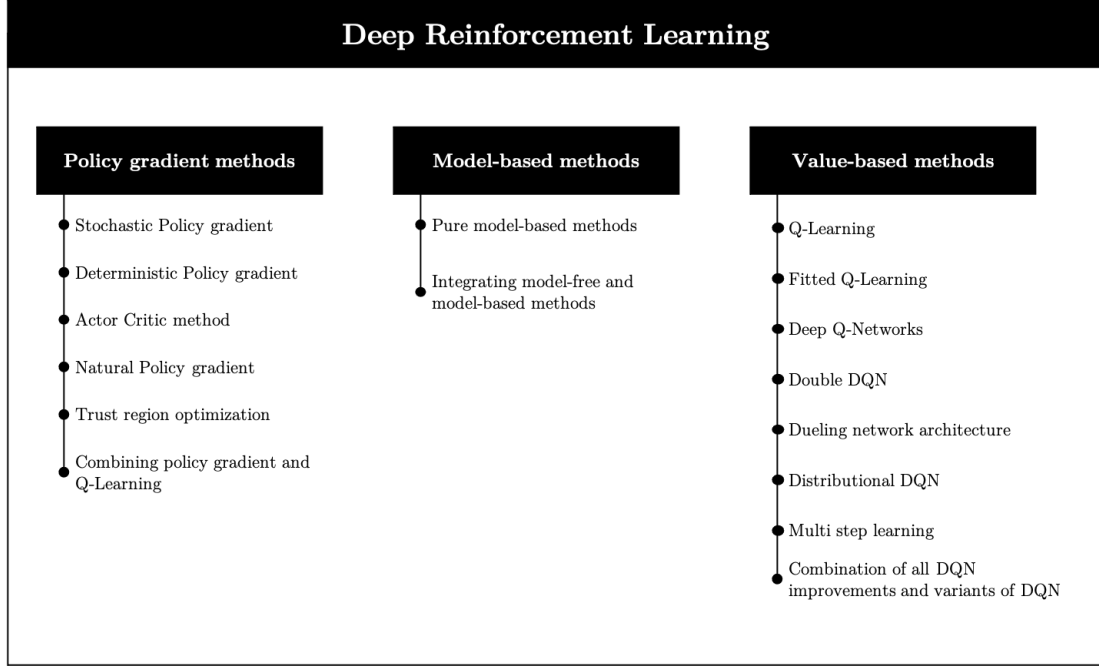 Deep Reinforcement Learning
Policy gradient methods
Stochastic Policy gradient
Deterministic Policy gradient
Actor Critic method
Natural Policy gradient
Trust region optimization
Combining policy gradient and
Q-Learning
Model-based methods
Pure model-based methods
Integrating model-free and
model-based methods
Value-based methods
Q-Learning
Fitted Q-Learning
Deep Q-Networks
Double DQN
Dueling network architecture
Distributional DQN
Multi step learning
Combination of all DQN
improvements and variants of DQN